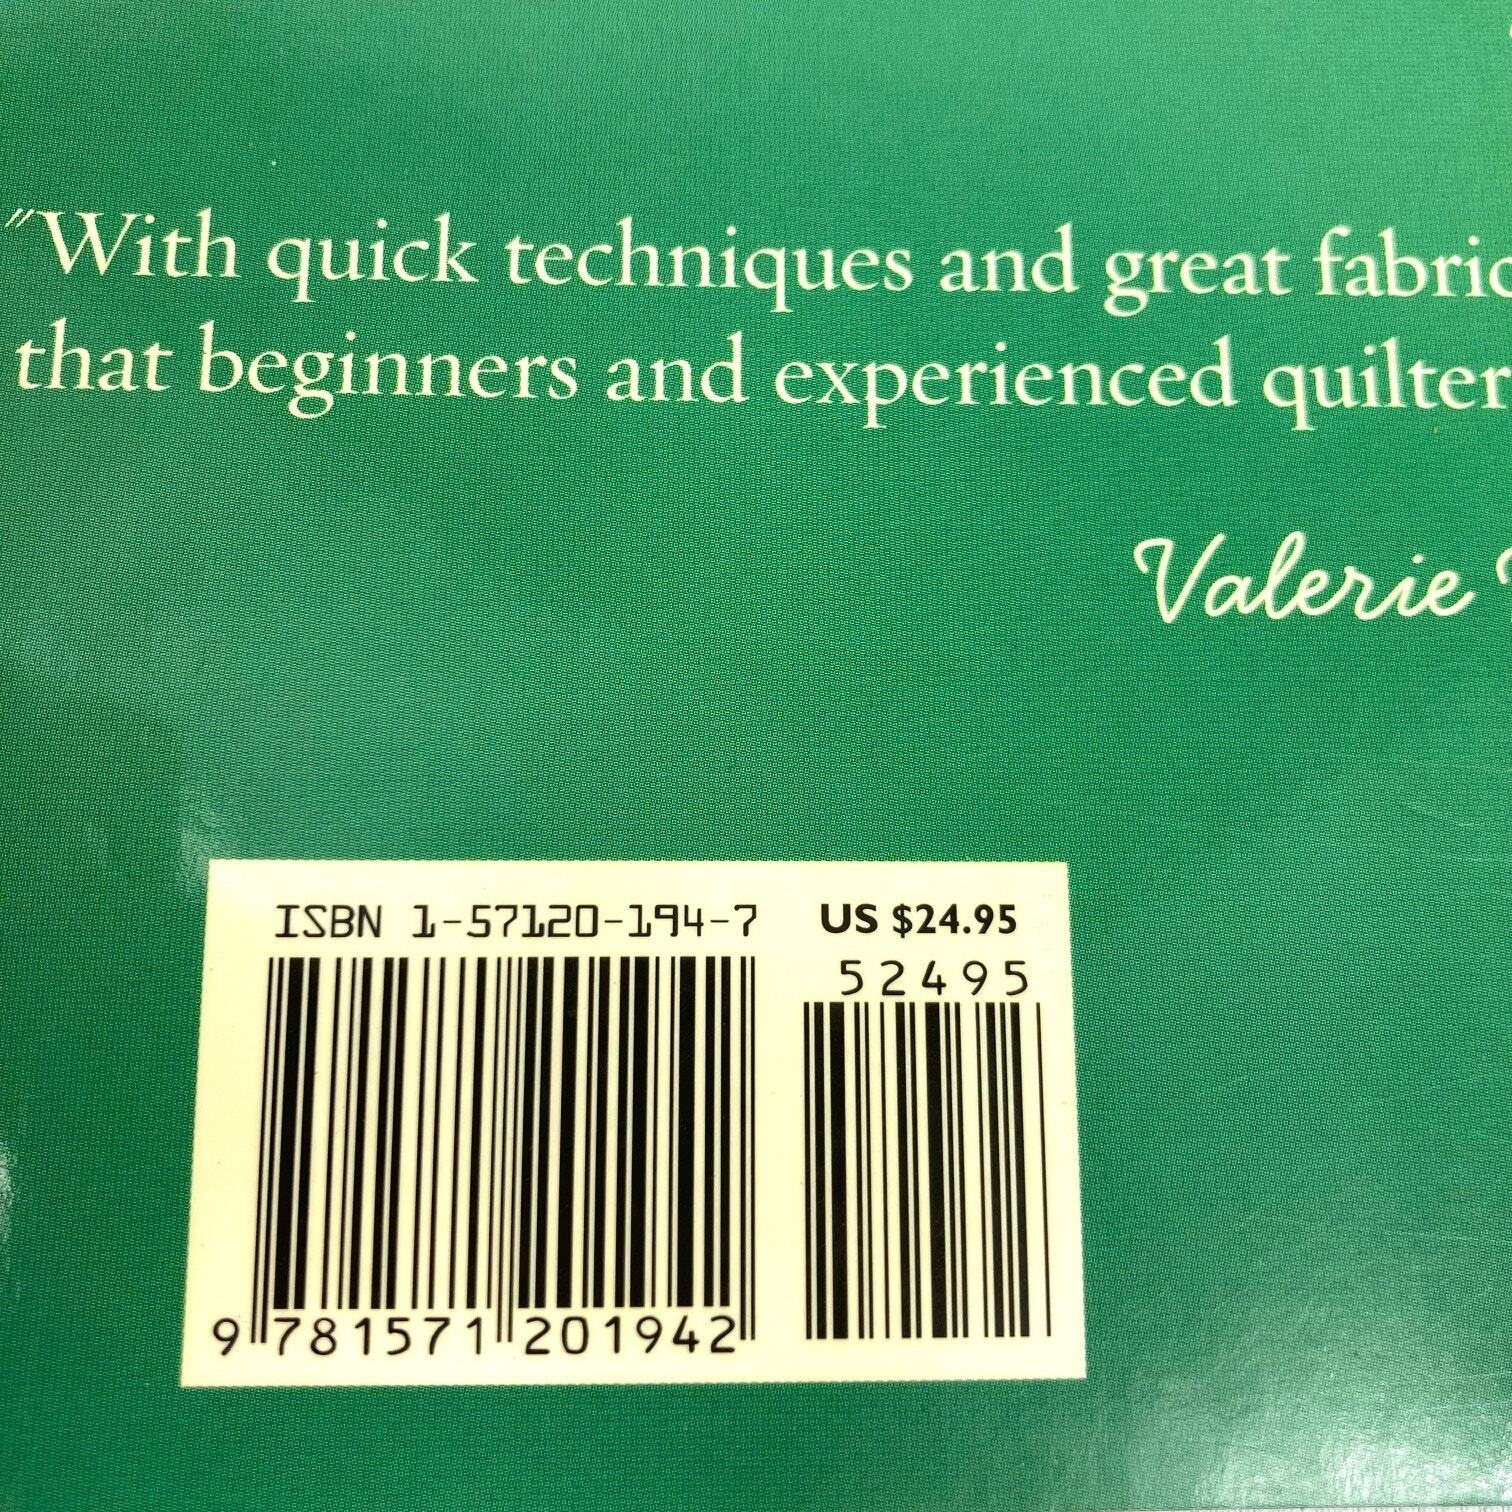 "With quick techniques and great fabric
that beginners and experienced quilter
Valerie
ISBN 1-57120-194-7
US $24.95
52495
9 781571 201942